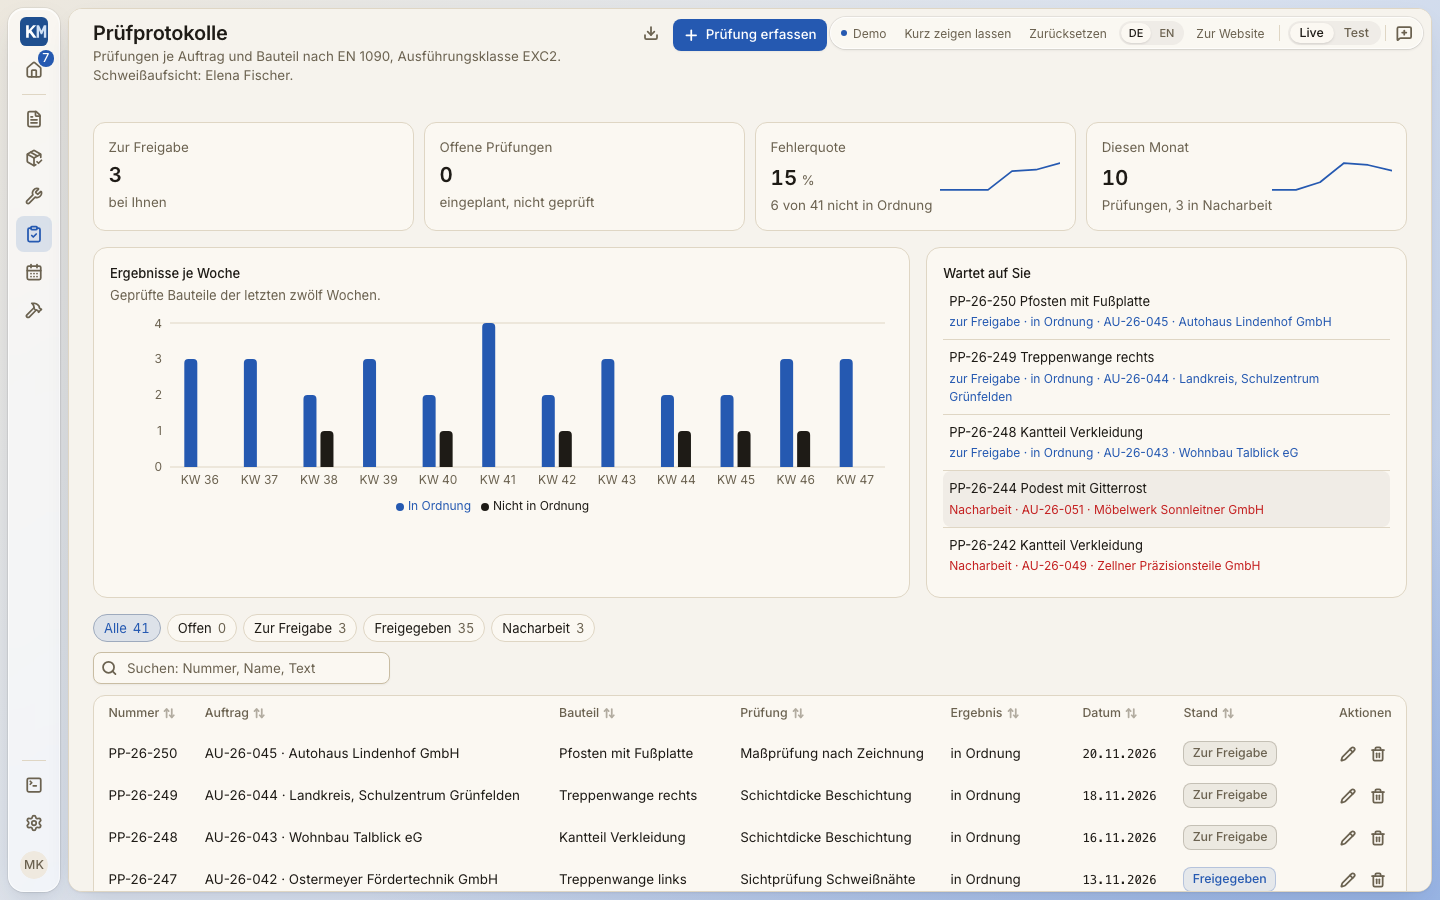 KM
7
MK
Prüfprotokolle
Prüfungen je Auftrag und Bauteil nach EN 1090, Ausführungsklasse EXC2.
Schweißaufsicht: Elena Fischer.
Prüfung erfassen
Demo
Kurz zeigen lassen
Zurücksetzen
DE EN
Zur Website
Live Test
Zur Freigabe
3
bei Ihnen
Offene Prüfungen
0
eingeplant, nicht geprüft
Fehlerquote
15 %
6 von 41 nicht in Ordnung
Diesen Monat
10
Prüfungen, 3 in Nacharbeit
Ergebnisse je Woche
Geprüfte Bauteile der letzten zwölf Wochen.
4
3
2
1
0
KW 36 KW 37 KW 38 KW 39 KW 40 KW 41 KW 42 KW 43 KW 44 KW 45 KW 46 KW 47
In Ordnung Nicht in Ordnung
Wartet auf Sie
PP-26-250 Pfosten mit Fußplatte
zur Freigabe · in Ordnung · AU-26-045 · Autohaus Lindenhof GmbH
PP-26-249 Treppenwange rechts
zur Freigabe · in Ordnung · AU-26-044 · Landkreis, Schulzentrum
Grünfelden
PP-26-248 Kantteil Verkleidung
zur Freigabe · in Ordnung · AU-26-043 · Wohnbau Talblick eG
PP-26-244 Podest mit Gitterrost
Nacharbeit · AU-26-051 · Möbelwerk Sonnleitner GmbH
PP-26-242 Kantteil Verkleidung
Nacharbeit · AU-26-049 · Zellner Präzisionsteile GmbH
Alle 41 Offen 0 Zur Freigabe 3 Freigegeben 35 Nacharbeit 3
Suchen: Nummer, Name, Text
Nummer Auftrag Bauteil Prüfung Ergebnis Datum Stand Aktionen
PP-26-250 AU-26-045 · Autohaus Lindenhof GmbH Pfosten mit Fußplatte Maßprüfung nach Zeichnung in Ordnung 20.11.2026 Zur Freigabe
PP-26-249 AU-26-044 · Landkreis, Schulzentrum Grünfelden Treppenwange rechts Schichtdicke Beschichtung in Ordnung 18.11.2026 Zur Freigabe
PP-26-248 AU-26-043 · Wohnbau Talblick eG Kantteil Verkleidung Schichtdicke Beschichtung in Ordnung 16.11.2026 Zur Freigabe
PP-26-247 AU-26-042 · Ostermeyer Fördertechnik GmbH Treppenwange links Sichtprüfung Schweißnähte in Ordnung 13.11.2026 Freigegeben